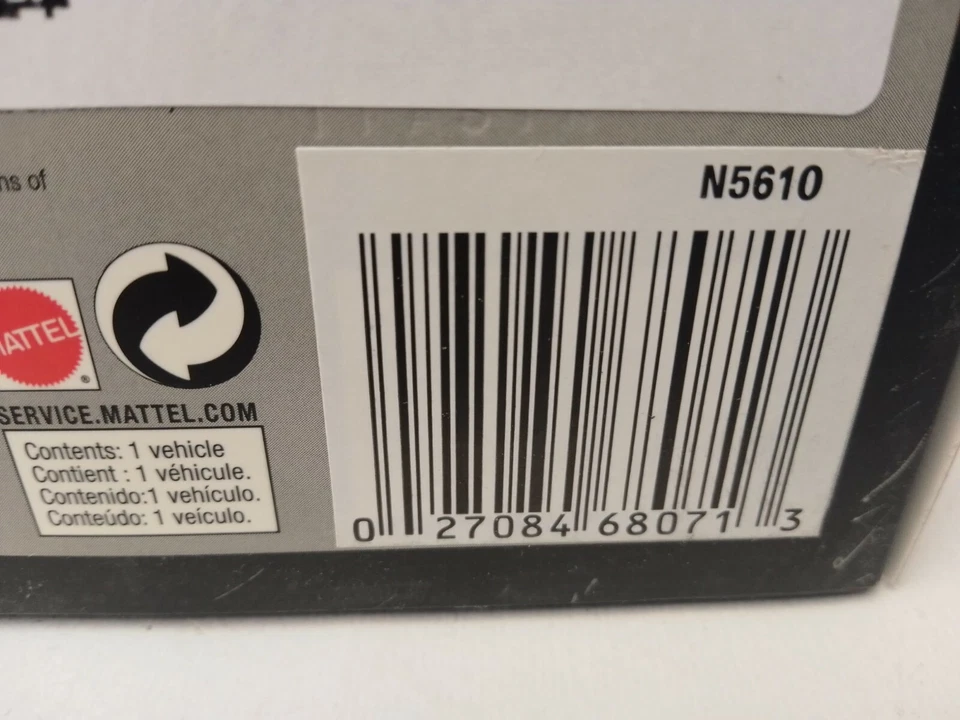 ns of
N5610
MATTEL
®
SERVICE.MATTEL.COM
Contents: 1 vehicle
Contient : 1 véhicule.
Contenido:1 vehículo.
Conteúdo: 1 veículo.
0 27084 68071 3